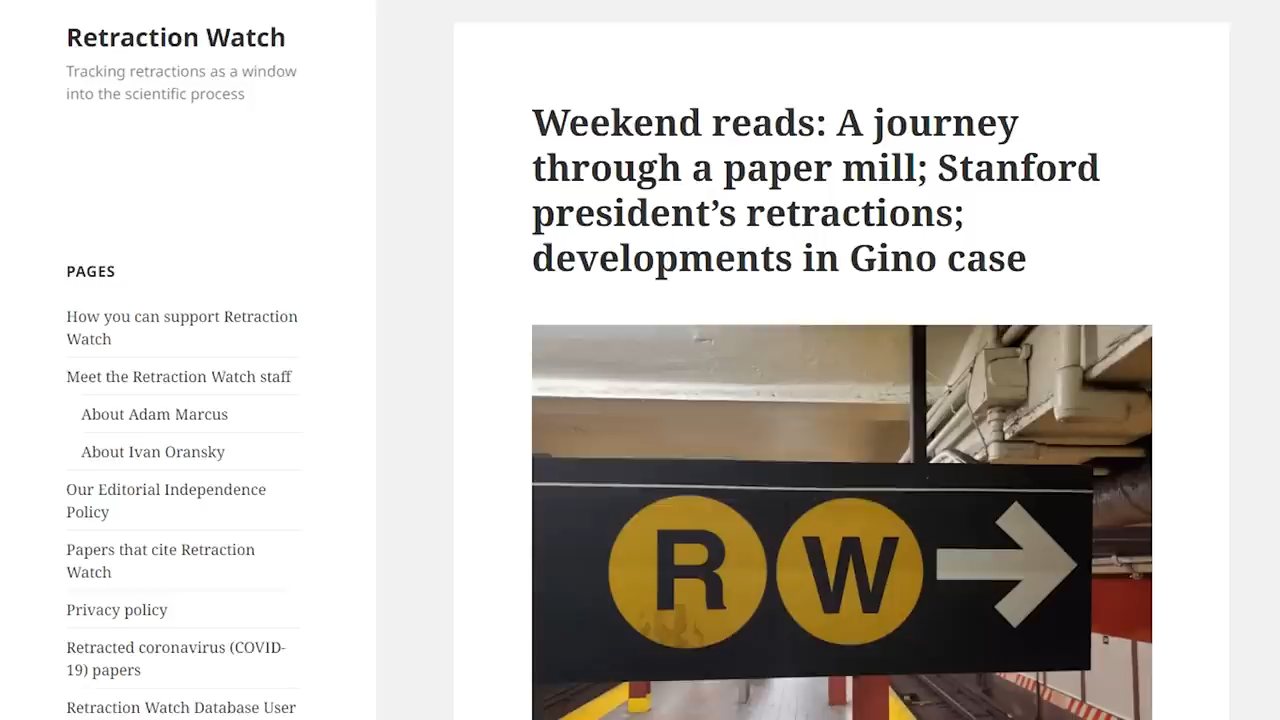 Retraction Watch
Tracking retractions as a window
into the scientific process
PAGES
How you can support Retraction
Watch
Meet the Retraction Watch staff
About Adam Marcus
About Ivan Oransky
Our Editorial Independence
Policy
Papers that cite Retraction
Watch
Privacy policy
Retracted coronavirus (COVID-
19) papers
Retraction Watch Database User
Weekend reads: A journey
through a paper mill; Stanford
president’s retractions;
developments in Gino case
R W